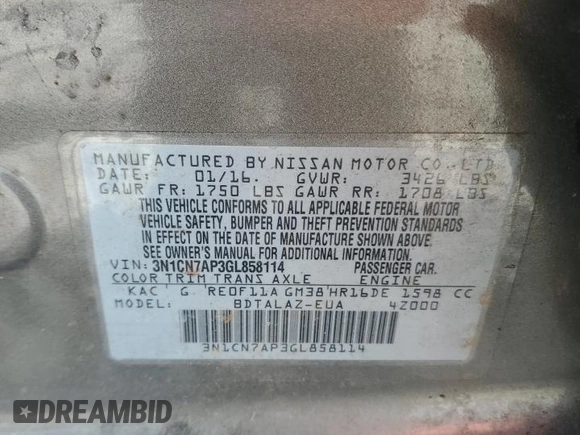 MANUFACTURED BY NISSAN MOTOR CO.,LTD.
DATE: 01/16. GVWR: 3426 LBS
GAWR FR: 1750 LBS GAWR RR: 1708 LBS
THIS VEHICLE CONFORMS TO ALL APPLICABLE FEDERAL MOTOR
VEHICLE SAFETY, BUMPER AND THEFT PREVENTION STANDARDS
IN EFFECT ON THE DATE OF MANUFACTURE SHOWN ABOVE.
SEE OWNER'S MANUAL FOR ADDITIONAL INFORMATION.
VIN: 3N1CN7AP3GL858114 PASSENGER CAR.
COLOR TRIM TRANS AXLE ENGINE
KAC G RE0F11A GM38 HR16DE 1598 CC
MODEL: BDTALAZ-EUA 4Z000
3N1CN7AP3GL858114
DREAMBID